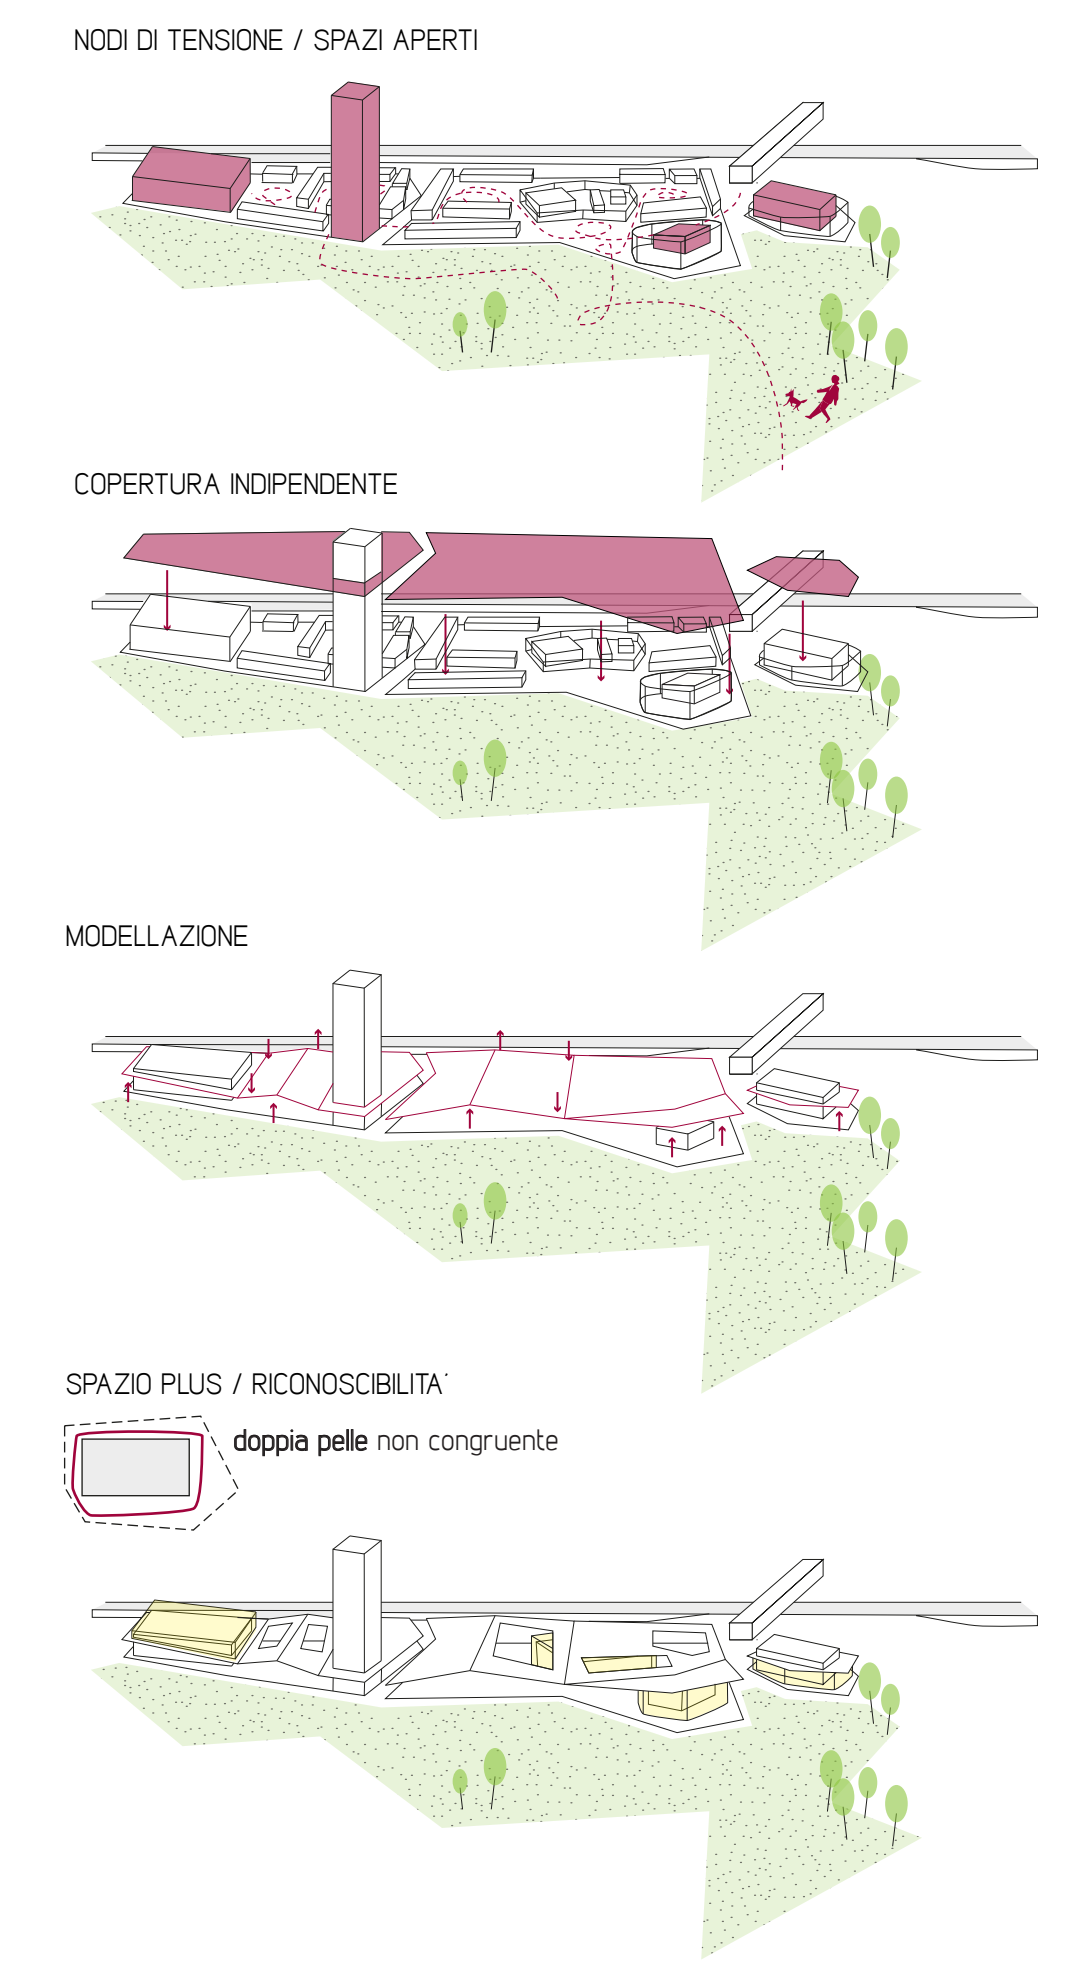 NODI DI TENSIONE / SPAZI APERTI
COPERTURA INDIPENDENTE
MODELLAZIONE
SPAZIO PLUS / RICONOSCIBILITA´
doppia pelle non congruente